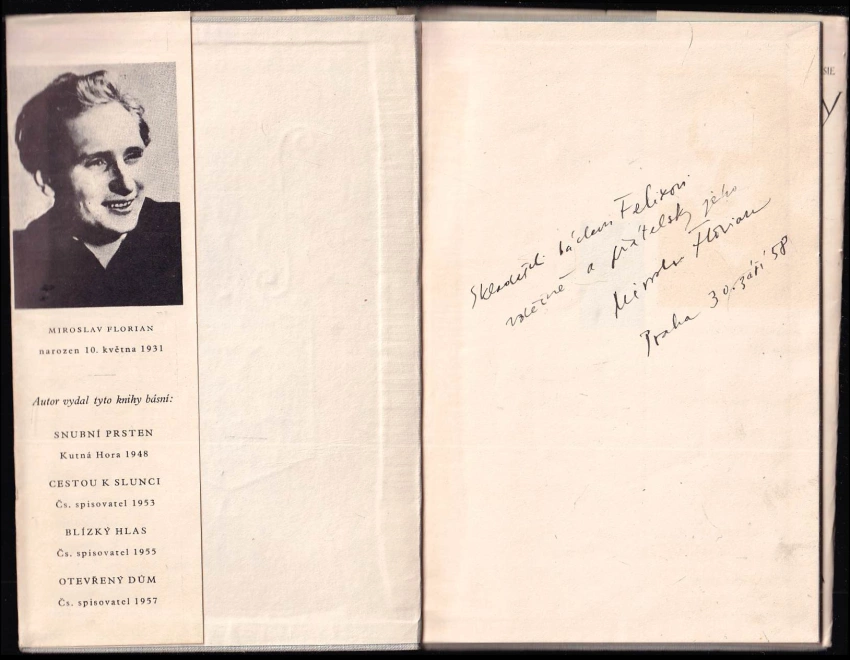 MIROSLAV FLORIAN
narozen 10. května 1931
Autor vydal tyto knihy básní:
SNUBNÍ PRSTEN
Kutná Hora 1948
CESTOU K SLUNCI
Čs. spisovatel 1953
BLÍZKÝ HLAS
Čs. spisovatel 1955
OTEVŘENÝ DŮM
Čs. spisovatel 1957
Skladateli Václavu Felixovi
vděčně a přátelsky jeho
Miroslav Florian
Praha 30. září 58